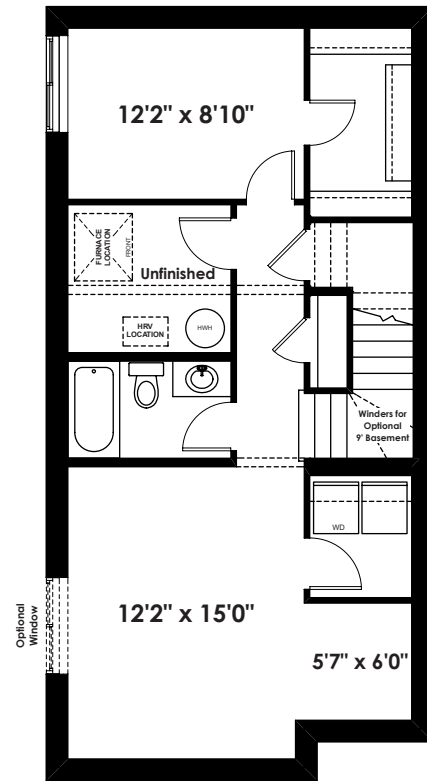 12'2" x 8'10"
FURNACE
LOCATION
FRONT
Unfinished
HRV
LOCATION
HWH
Winders for
Optional
9' Basement
WD
Optional
Window
12'2" x 15'0"
5'7" x 6'0"